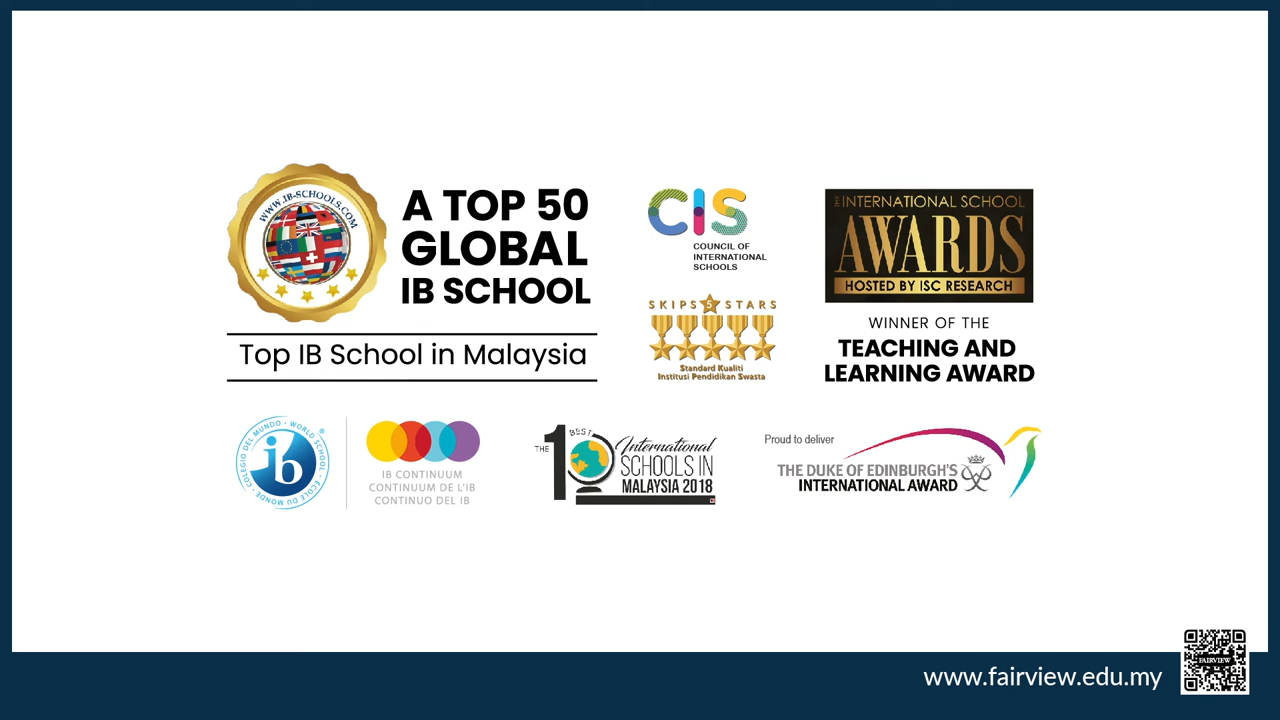 WWW.IB-SCHOOLS.COM
A TOP 50
GLOBAL
IB SCHOOL
Top IB School in Malaysia
CIS
COUNCIL OF
INTERNATIONAL
SCHOOLS
SKIPS 5 STARS
Standard Kualiti
Institusi Pendidikan Swasta
THE INTERNATIONAL SCHOOL
AWARDS
HOSTED BY ISC RESEARCH
WINNER OF THE
TEACHING AND
LEARNING AWARD
COLEGIO DEL MUNDO · WORLD SCHOOL · ÉCOLE DU MONDE ·
ib
®
IB CONTINUUM
CONTINUUM DE L'IB
CONTINUO DEL IB
THE 10 BEST
International
SCHOOLS IN
MALAYSIA 2018
Proud to deliver
THE DUKE OF EDINBURGH'S
INTERNATIONAL AWARD
FAIRVIEW
www.fairview.edu.my